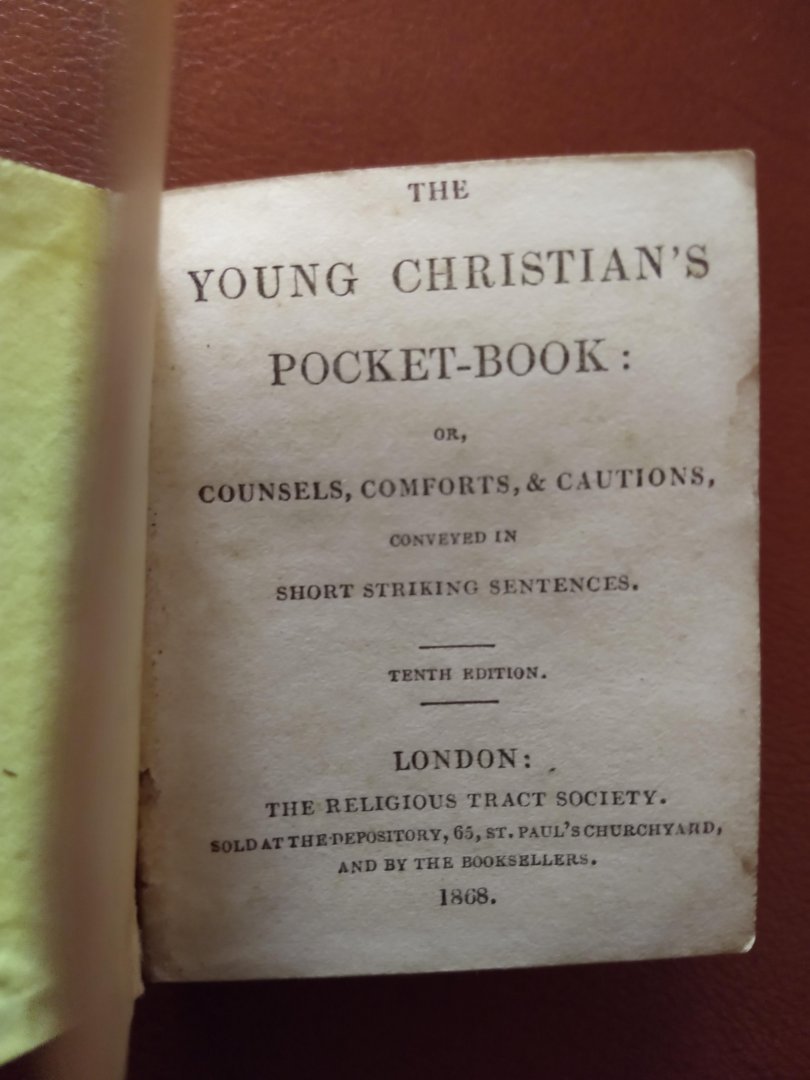 THE
YOUNG CHRISTIAN'S
POCKET-BOOK:
OR,
COUNSELS, COMFORTS, & CAUTIONS,
CONVEYED IN
SHORT STRIKING SENTENCES.
TENTH EDITION.
LONDON:
THE RELIGIOUS TRACT SOCIETY.
SOLD AT THE DEPOSITORY, 65, ST. PAUL'S CHURCHYARD,
AND BY THE BOOKSELLERS.
1868.